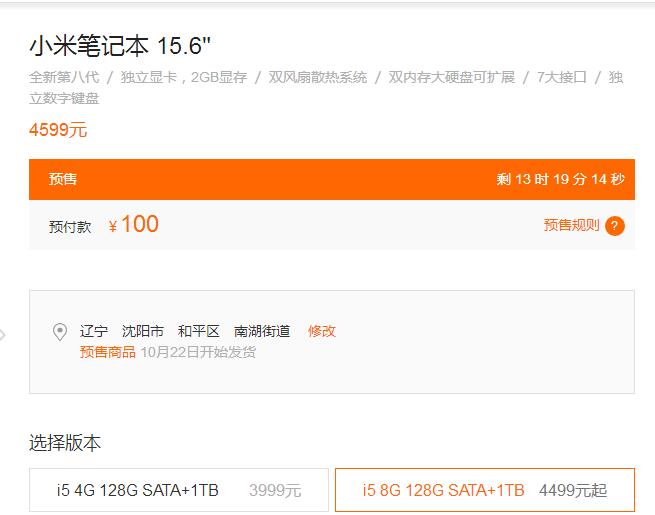 小米笔记本 15.6"
全新第八代 / 独立显卡，2GB显存 / 双风扇散热系统 / 双内存大硬盘可扩展 / 7大接口 / 独
立数字键盘
4599元
预售 剩 13 时 19 分 14 秒
预付款 ¥100 预售规则 ?
辽宁 沈阳市 和平区 南湖街道 修改
预售商品 10月22日开始发货
选择版本
i5 4G 128G SATA+1TB 3999元 i5 8G 128G SATA+1TB 4499元起